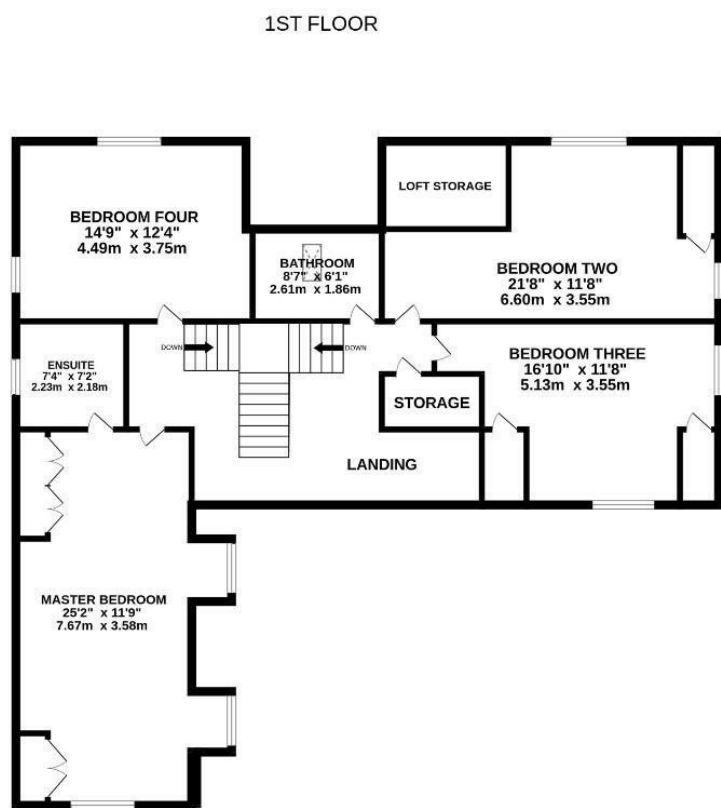 1ST FLOOR
LOFT STORAGE
BEDROOM FOUR
14'9" x 12'4"
4.49m x 3.75m
BATHROOM
8'7" x 6'1"
2.61m x 1.86m
BEDROOM TWO
21'8" x 11'8"
6.60m x 3.55m
DOWN
DOWN
BEDROOM THREE
16'10" x 11'8"
5.13m x 3.55m
ENSUITE
7'4" x 7'2"
2.23m x 2.18m
STORAGE
LANDING
MASTER BEDROOM
25'2" x 11'9"
7.67m x 3.58m